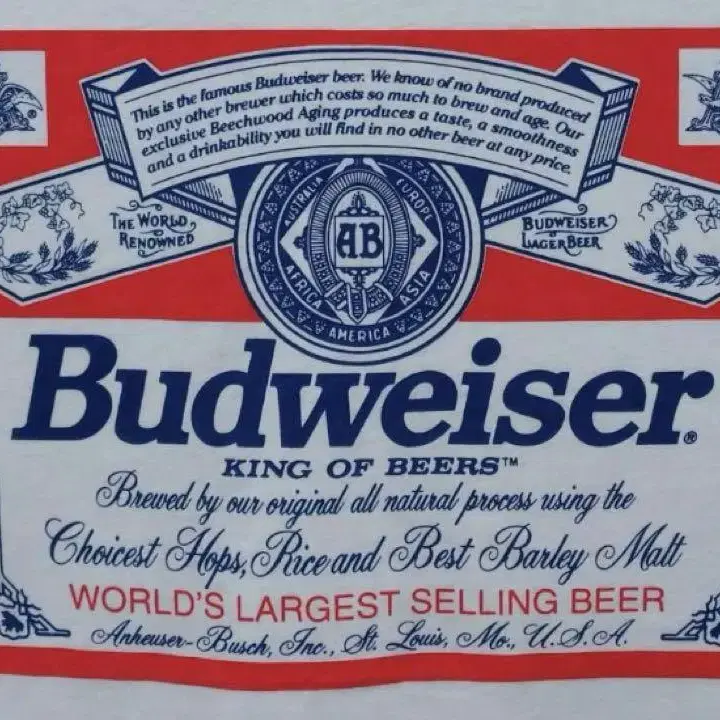 This is the famous Budweiser beer. We know of no brand produced
by any other brewer which costs so much to brew and age. Our
exclusive Beechwood Aging produces a taste, a smoothness
and a drinkability you will find in no other beer at any price.
THE WORLD
RENOWNED
BUDWEISER
LAGER BEER
AUSTRALIA
EUROPE
AB
AFRICA
ASIA
AMERICA
Budweiser®
KING OF BEERS™
Brewed by our original all natural process using the
Choicest Hops, Rice and Best Barley Malt
WORLD'S LARGEST SELLING BEER
Anheuser-Busch, Inc., St. Louis, Mo., U.S.A.